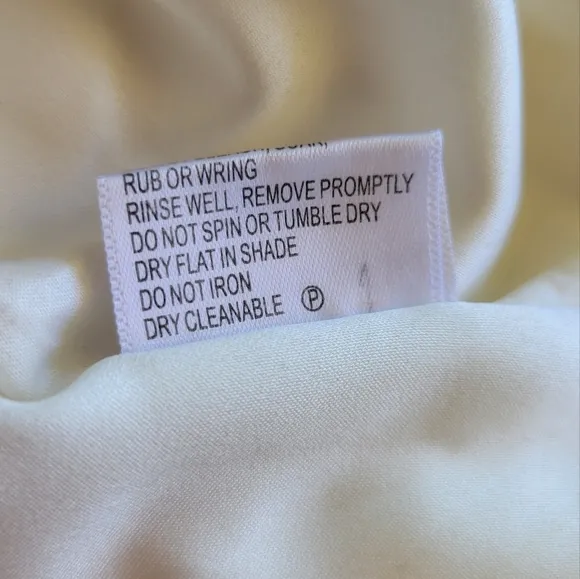 RUB OR WRING
RINSE WELL, REMOVE PROMPTLY
DO NOT SPIN OR TUMBLE DRY
DRY FLAT IN SHADE
DO NOT IRON
DRY CLEANABLE Ⓟ